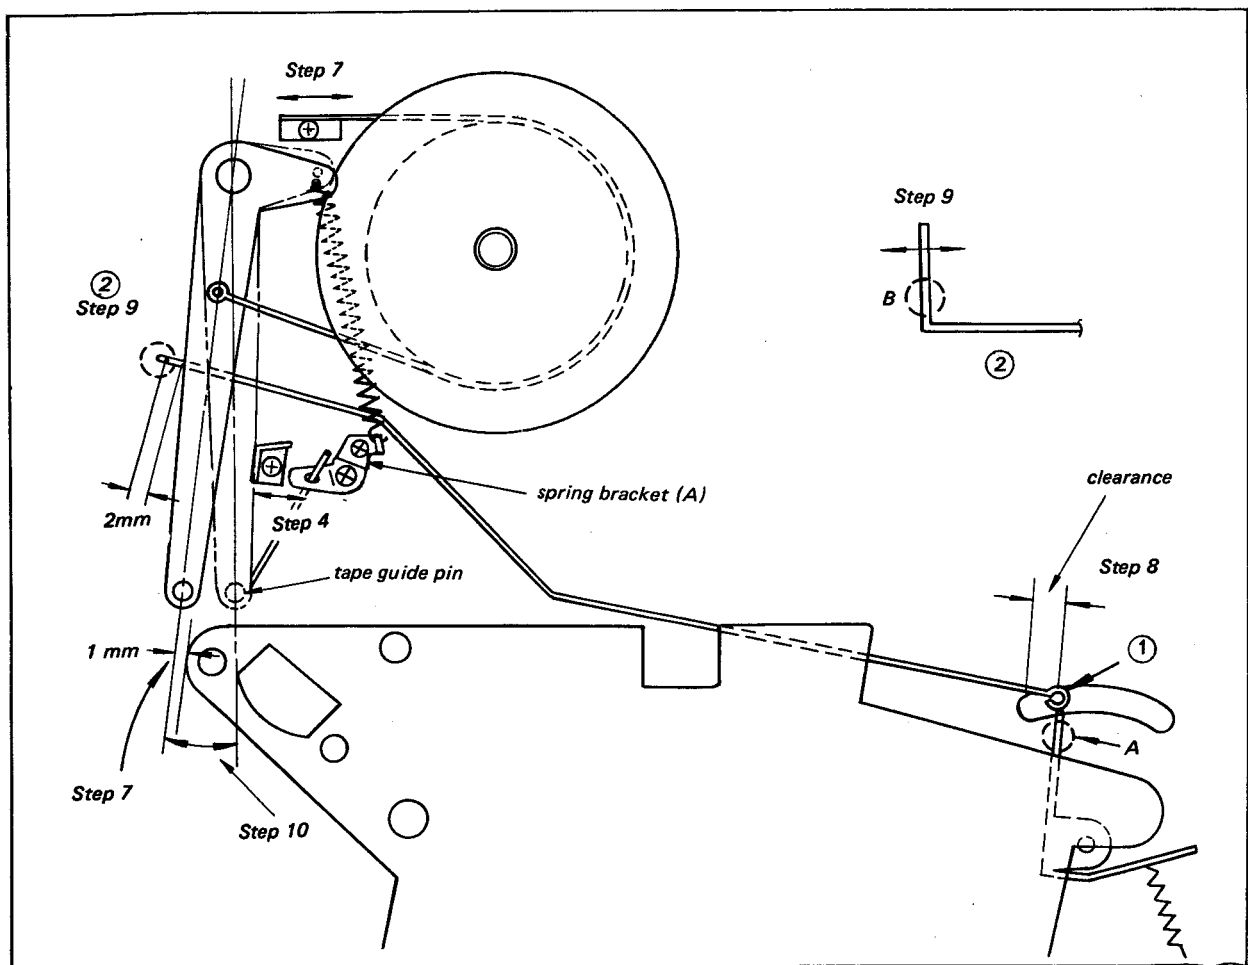 Step 7
Step 9
B
②
②
Step 9
clearance
spring bracket (A)
2mm
Step 4
Step 8
tape guide pin
1 mm
①
A
Step 7
Step 10